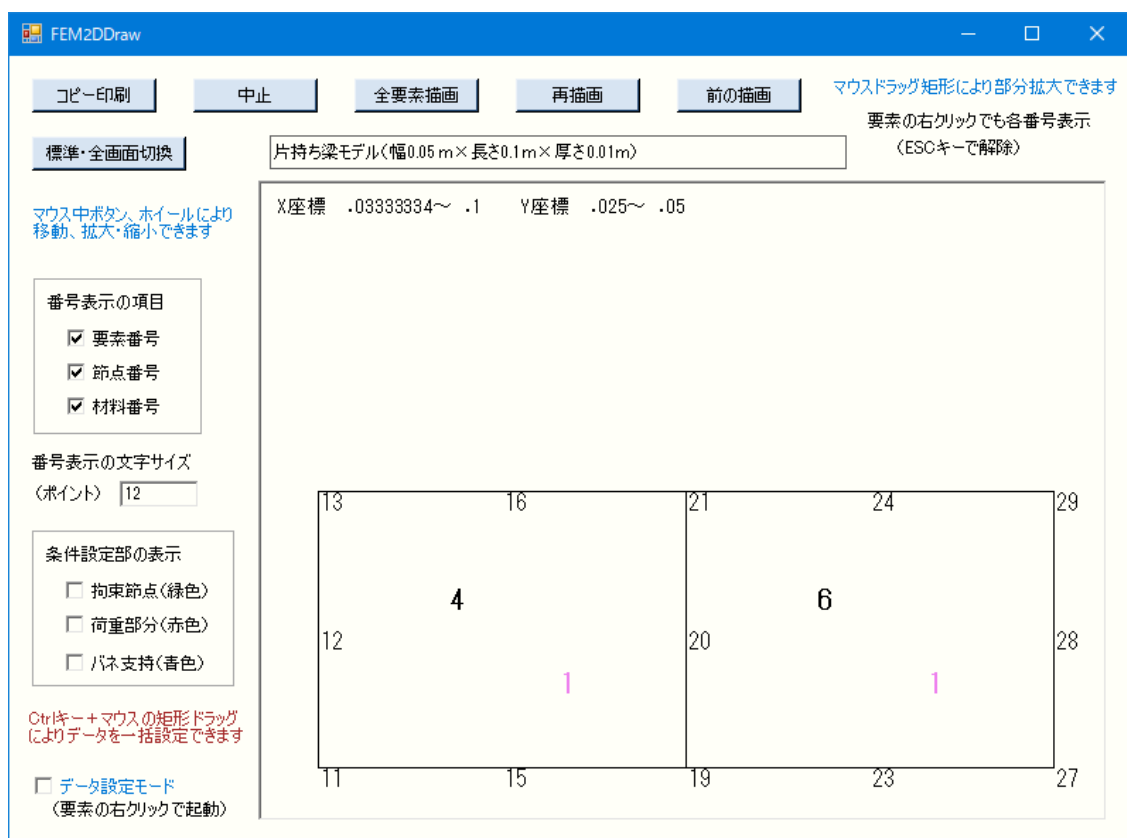 FEM2DDraw
コピー印刷 中止 全要素描画 再描画 前の描画
マウスドラッグ矩形により部分拡大できます
要素の右クリックでも各番号表示
(ESCキーで解除)
標準・全画面切換
片持ち梁モデル(幅0.05ｍ×長さ0.1m×厚さ0.01m)
マウス中ボタン、ホイールにより
移動、拡大・縮小できます
X座標 .03333334～ .1 Y座標 .025～ .05
番号表示の項目
要素番号
節点番号
材料番号
番号表示の文字サイズ
(ポイント) 12
条件設定部の表示
拘束節点(緑色)
荷重部分(赤色)
バネ支持(青色)
Ctrlキー＋マウスの矩形ドラッグ
によりデータを一括設定できます
データ設定モード
(要素の右クリックで起動)
13 16 21 24 29
4 6
12 20 28
1 1
11 15 19 23 27